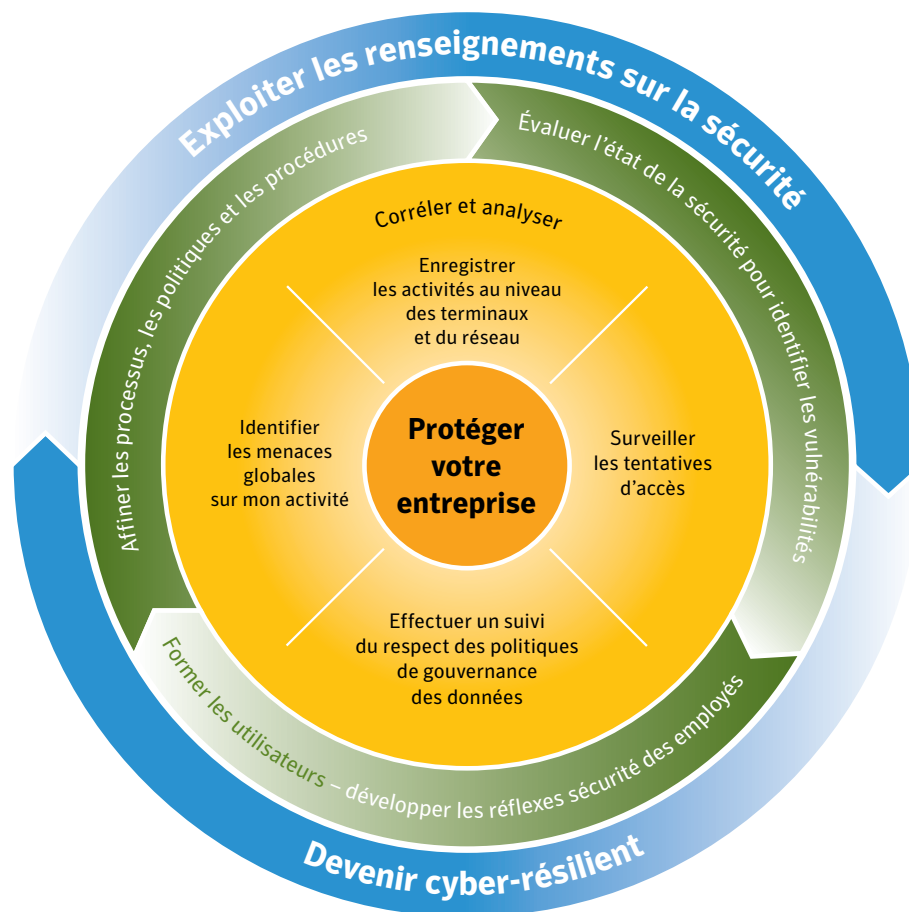 Exploiter les renseignements sur la sécurité
Évaluer l'état de la sécurité pour identifier les vulnérabilités
Affiner les processus, les politiques et les procédures
Corréler et analyser
Enregistrer
les activités au niveau
des terminaux
et du réseau
Identifier
les menaces
globales
sur mon activité
Protéger
votre
entreprise
Surveiller
les tentatives
d'accès
Effectuer un suivi
du respect des politiques
de gouvernance
des données
Former les utilisateurs – développer les réflexes sécurité des employés
Devenir cyber-résilient